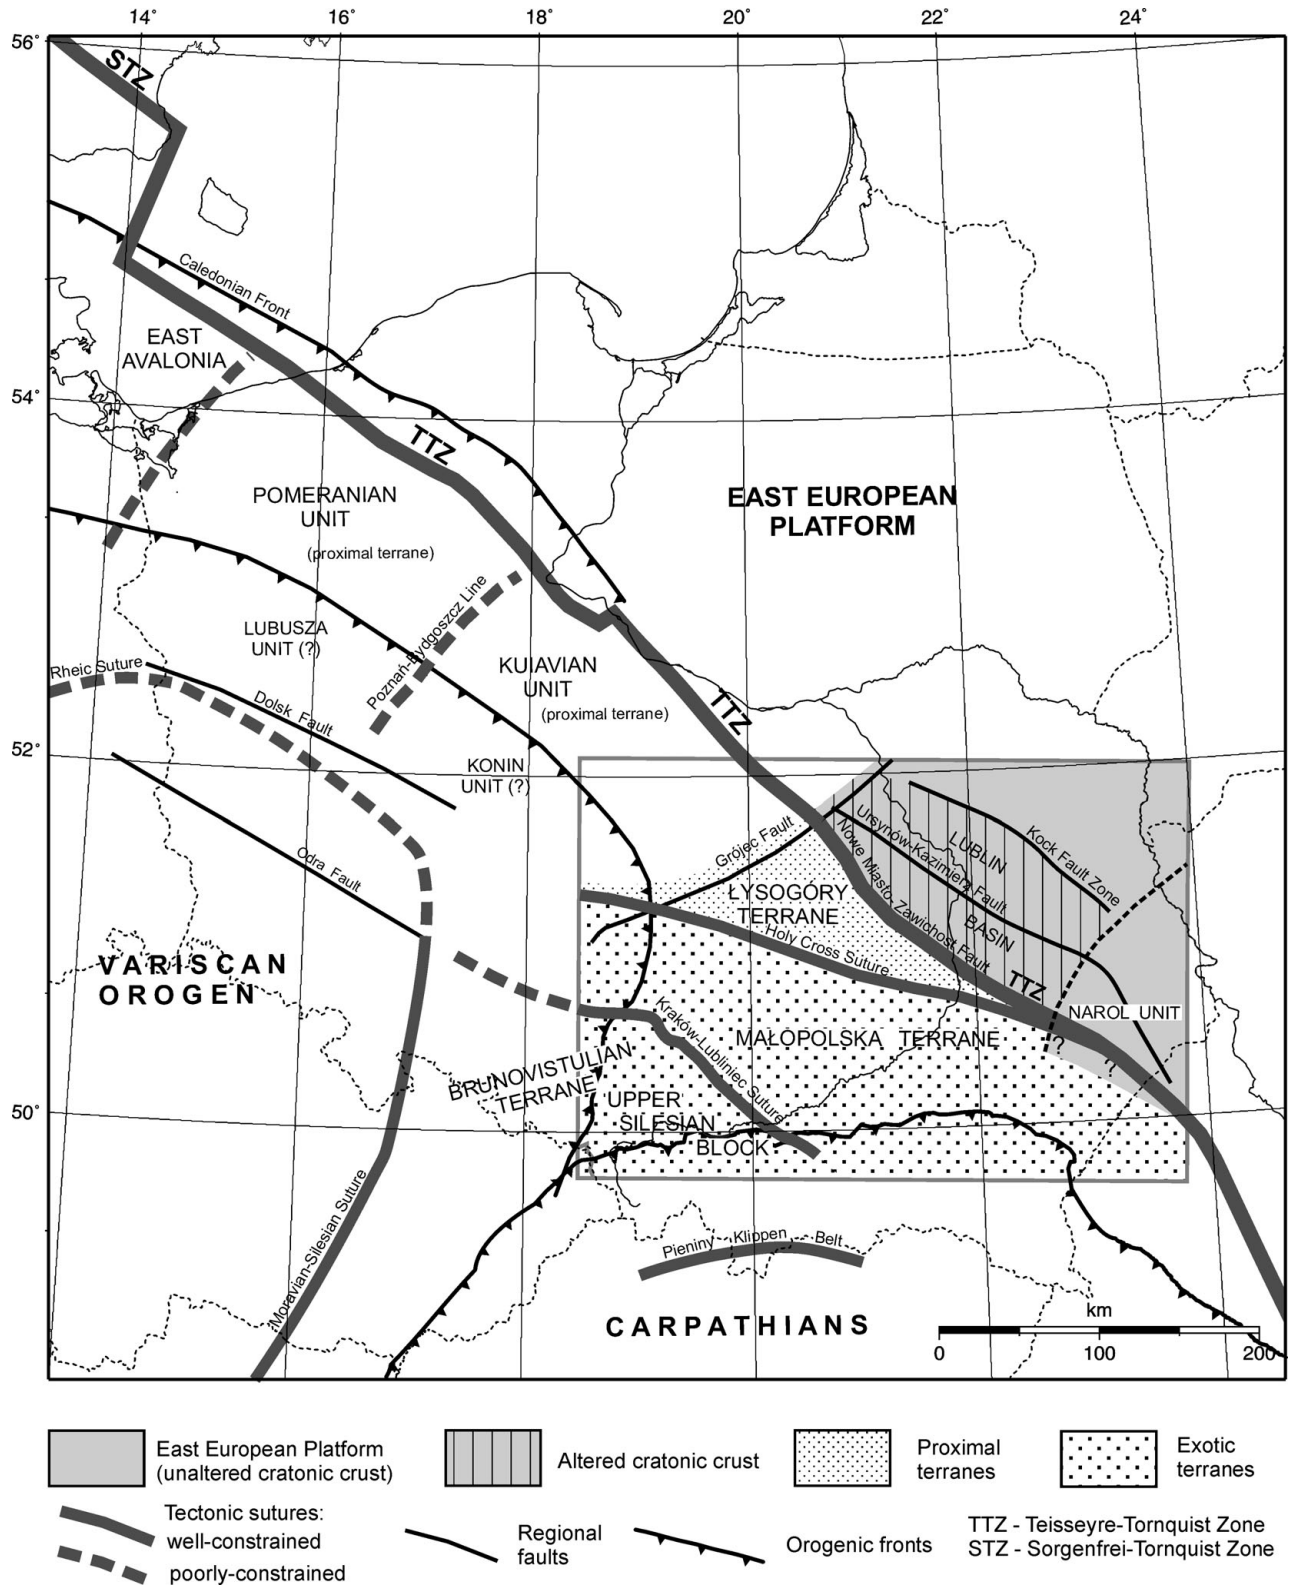 14°
16°
18°
20°
22°
24°
56°
STZ
Caledonian Front
EAST
AVALONIA
54°
TTZ
POMERANIAN
UNIT
(proximal terrane)
EAST EUROPEAN
PLATFORM
Poznań-Bydgoszcz Line
LUBUSZA
UNIT (?)
Rheic Suture
Dolsk Fault
KUIAVIAN
UNIT
(proximal terrane)
TTZ
52°
KONIN
UNIT (?)
Odra Fault
Grójec Fault
Ursynów-Kazimierz Fault
Nowe Miasto-Zawichost Fault
LUBLIN
BASIN
Kock Fault Zone
ŁYSOGÓRY
TERRANE
Holy Cross Suture
VARISCAN
OROGEN
TTZ
NAROL UNIT
?
?
Kraków-Lubliniec Suture
MAŁOPOLSKA TERRANE
BRUNOVISTULIAN
TERRANE
UPPER
SILESIAN
BLOCK
50°
Moravian-Silesian Suture
Pieniny Klippen Belt
CARPATHIANS
km
0
100
200
East European Platform
(unaltered cratonic crust)
Altered cratonic crust
Proximal
terranes
Exotic
terranes
Tectonic sutures:
well-constrained
poorly-constrained
Regional
faults
Orogenic fronts
TTZ - Teisseyre-Tornquist Zone
STZ - Sorgenfrei-Tornquist Zone